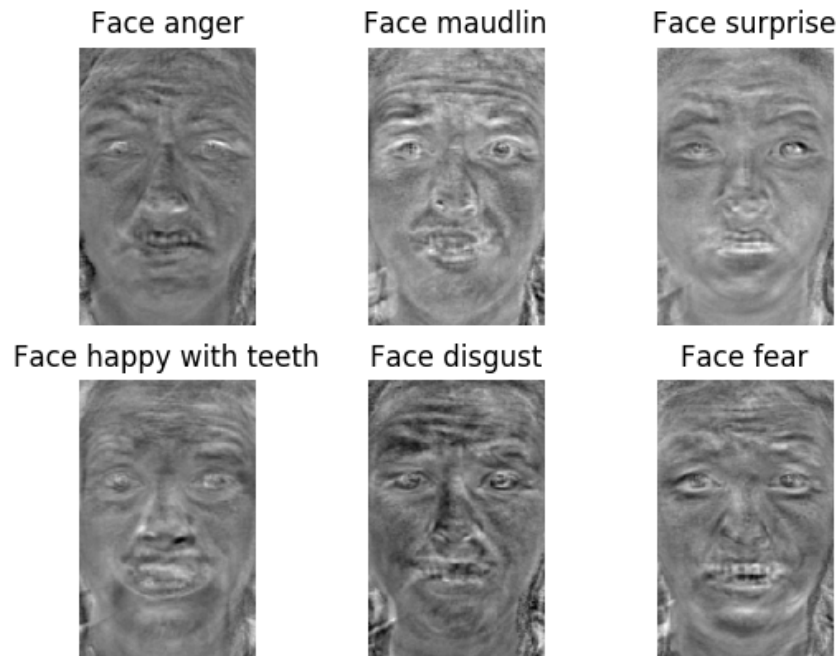 Face anger
Face maudlin
Face surprise
Face happy with teeth
Face disgust
Face fear